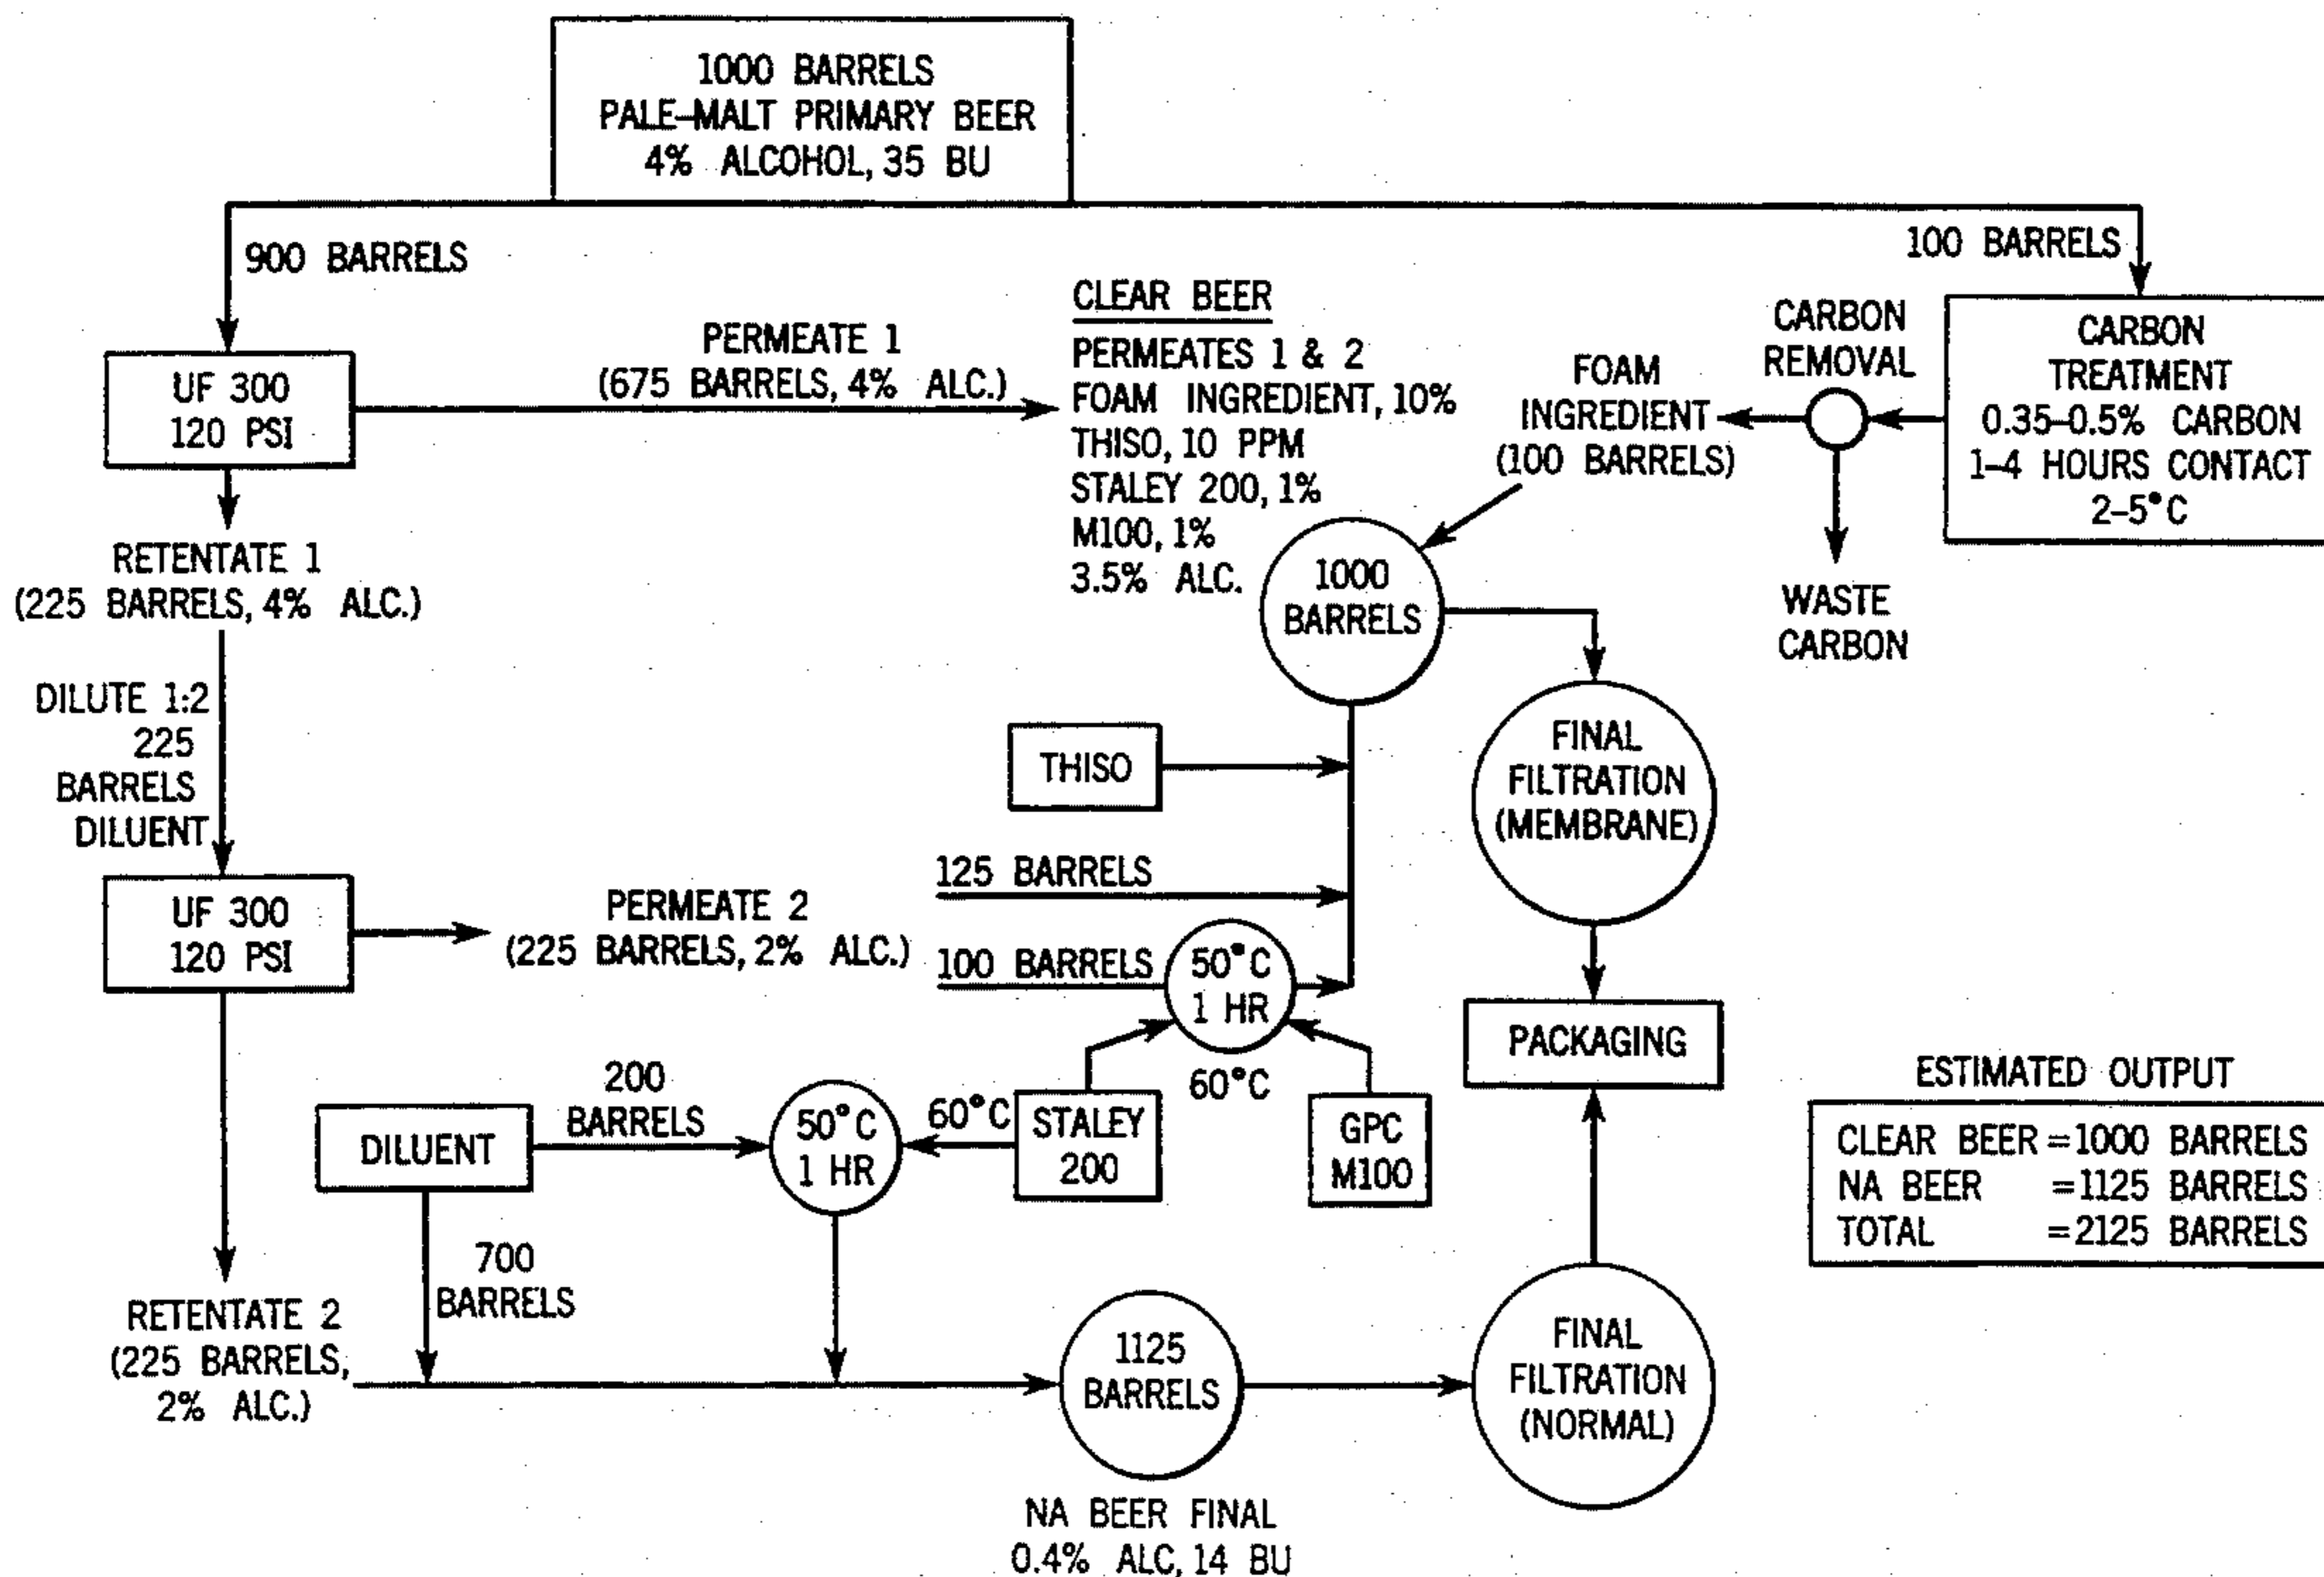 1000 BARRELS
PALE-MALT PRIMARY BEER
4% ALCOHOL, 35 BU
900 BARRELS
100 BARRELS
UF 300
120 PSI
PERMEATE 1
(675 BARRELS, 4% ALC.)
CLEAR BEER
PERMEATES 1 & 2
FOAM INGREDIENT, 10%
THISO, 10 PPM
STALEY 200, 1%
M100, 1%
3.5% ALC.
FOAM
INGREDIENT
(100 BARRELS)
CARBON
REMOVAL
CARBON
TREATMENT
0.35-0.5% CARBON
1-4 HOURS CONTACT
2-5°C
WASTE
CARBON
RETENTATE 1
(225 BARRELS, 4% ALC.)
1000
BARRELS
DILUTE 1:2
225
BARRELS
DILUENT
THISO
FINAL
FILTRATION
(MEMBRANE)
125 BARRELS
UF 300
120 PSI
PERMEATE 2
(225 BARRELS, 2% ALC.)
100 BARRELS
50°C
1 HR
60°C
PACKAGING
DILUENT
200
BARRELS
50°C
1 HR
60°C
STALEY
200
GPC
M100
ESTIMATED OUTPUT
CLEAR BEER =1000 BARRELS
NA BEER =1125 BARRELS
TOTAL =2125 BARRELS
700
BARRELS
RETENTATE 2
(225 BARRELS,
2% ALC.)
1125
BARRELS
FINAL
FILTRATION
(NORMAL)
NA BEER FINAL
0.4% ALC, 14 BU